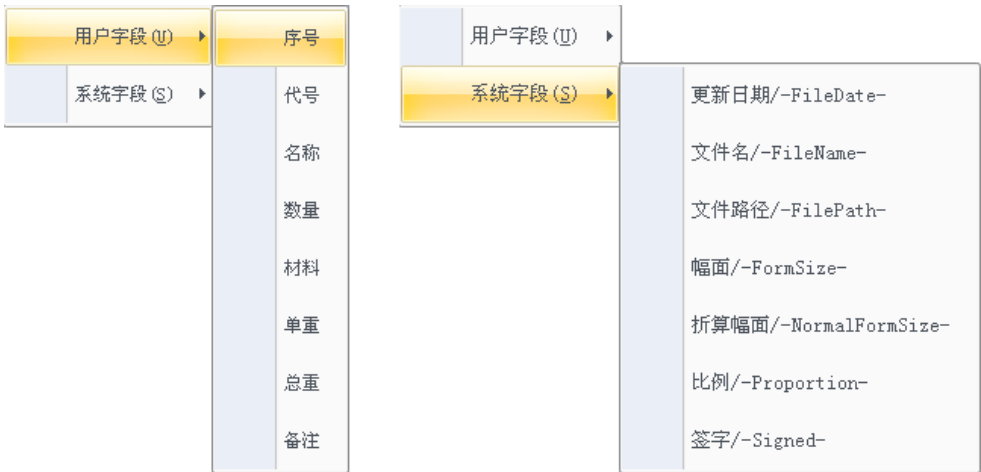 用户字段(U)
系统字段(S)
序号
代号
名称
数量
材料
单重
总重
备注
用户字段(U)
系统字段(S)
更新日期/-FileDate-
文件名/-FileName-
文件路径/-FilePath-
幅面/-FormSize-
折算幅面/-NormalFormSize-
比例/-Proportion-
签字/-Signed-